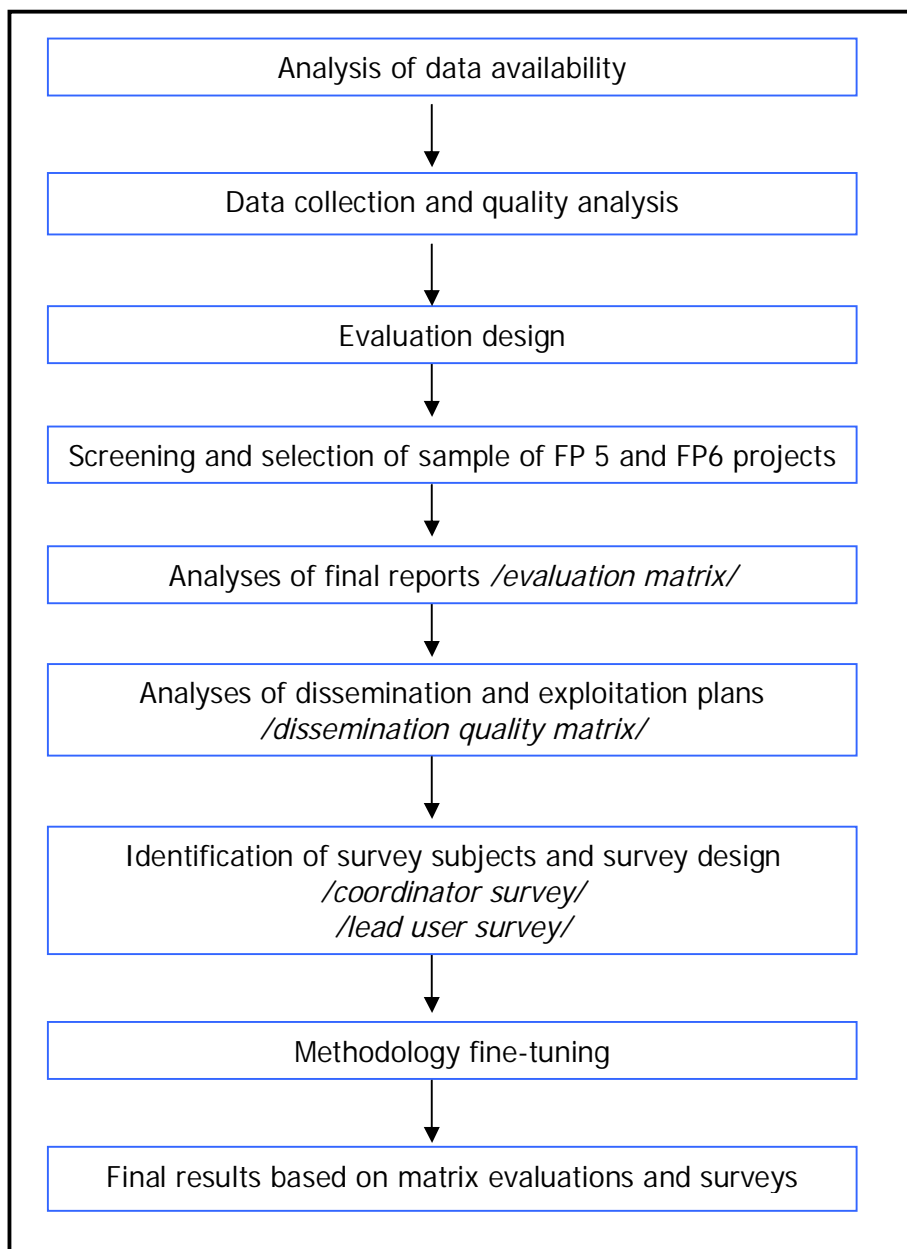 Analysis of data availability
Data collection and quality analysis
Evaluation design
Screening and selection of sample of FP 5 and FP6 projects
Analyses of final reports /evaluation matrix/
Analyses of dissemination and exploitation plans
/dissemination quality matrix/
Identification of survey subjects and survey design
/coordinator survey/
/lead user survey/
Methodology fine-tuning
Final results based on matrix evaluations and surveys